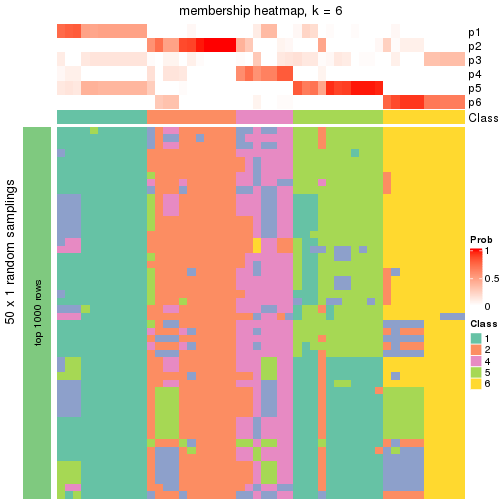 membership heatmap, k = 6
p1
p2
p3
p4
p5
p6
Class
50 x 1 random samplings
top 1000 rows
Prob
1
0.5
0
Class
1
2
4
5
6